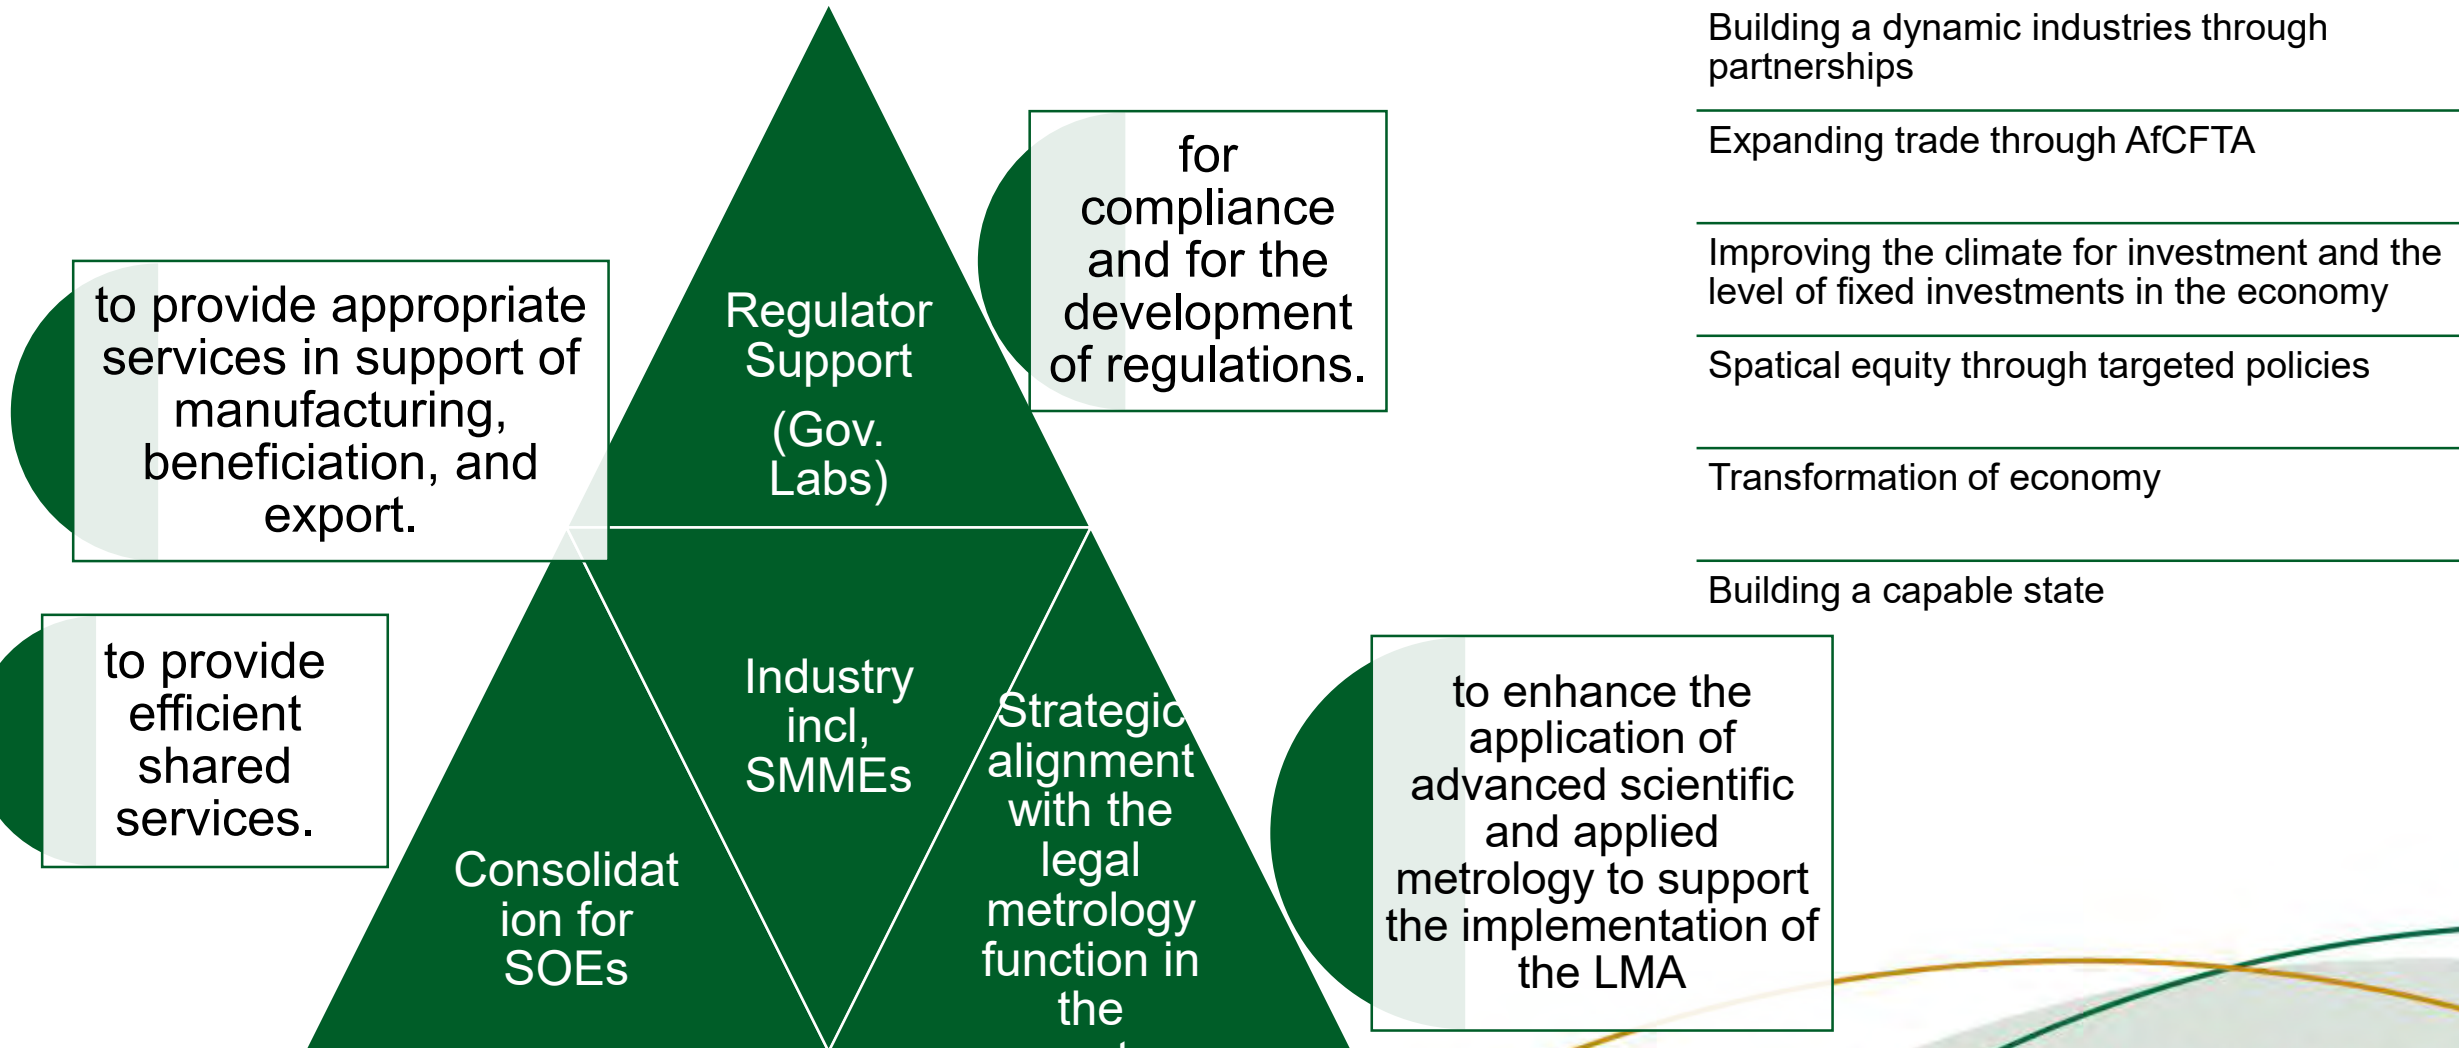 Regulator
Support
(Gov.
Labs)
for
compliance
and for the
development
of regulations.
to provide appropriate
services in support of
manufacturing,
beneficiation, and
export.
Industry
incl,
SMMEs
to provide
efficient
shared
services.
Consolidat
ion for
SOEs
Strategic
alignment
with the
legal
metrology
function in
the
to enhance the
application of
advanced scientific
and applied
metrology to support
the implementation of
the LMA
Building a dynamic industries through
partnerships
Expanding trade through AfCFTA
Improving the climate for investment and the
level of fixed investments in the economy
Spatical equity through targeted policies
Transformation of economy
Building a capable state